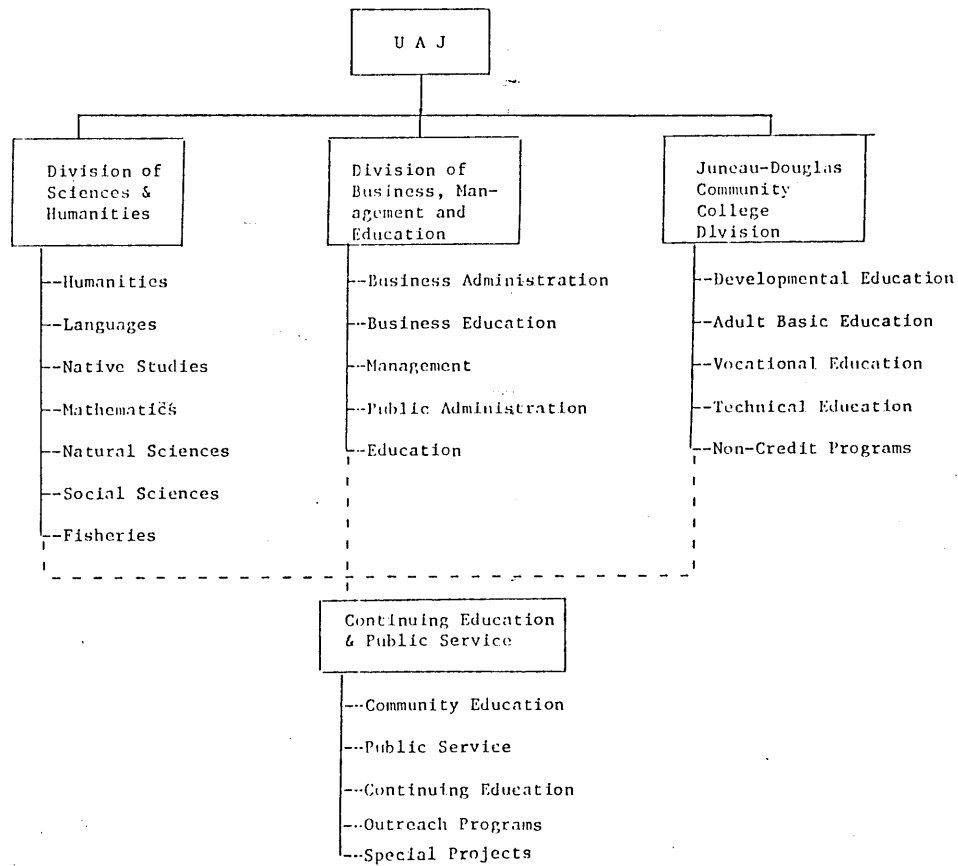 U A J
Division of
Sciences &
Humanities
--Humanities
--Languages
--Native Studies
--Mathematics
--Natural Sciences
--Social Sciences
--Fisheries
Division of
Business, Man-
agement and
Education
--Business Administration
--Business Education
--Management
--Public Administration
--Education
Juneau-Douglas
Community
College
Division
--Developmental Education
--Adult Basic Education
--Vocational Education
--Technical Education
--Non-Credit Programs
Continuing Education
& Public Service
--Community Education
--Public Service
--Continuing Education
--Outreach Programs
--Special Projects